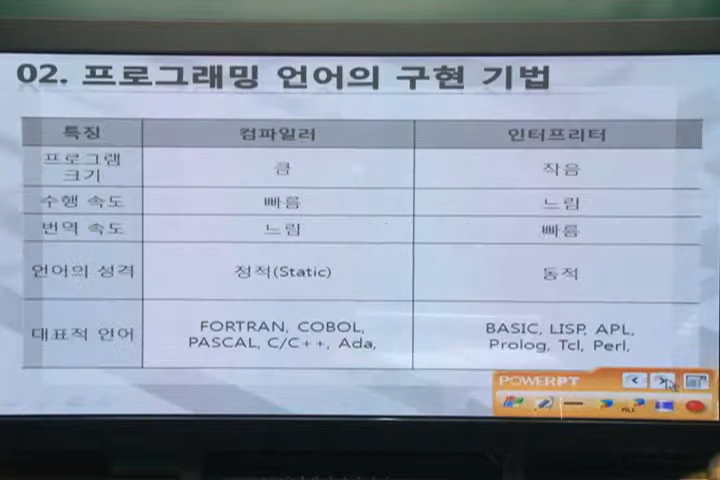 02. 프로그래밍 언어의 구현 기법
특징 컴파일러 인터프리터
프로그램
크기 큼 작음
수행 속도 빠름 느림
번역 속도 느림 빠름
언어의 성격 정적(Static) 동적
대표적 언어
FORTRAN, COBOL,
PASCAL, C/C++, Ada,
BASIC, LISP, APL,
Prolog, Tcl, Perl,
POWERPT